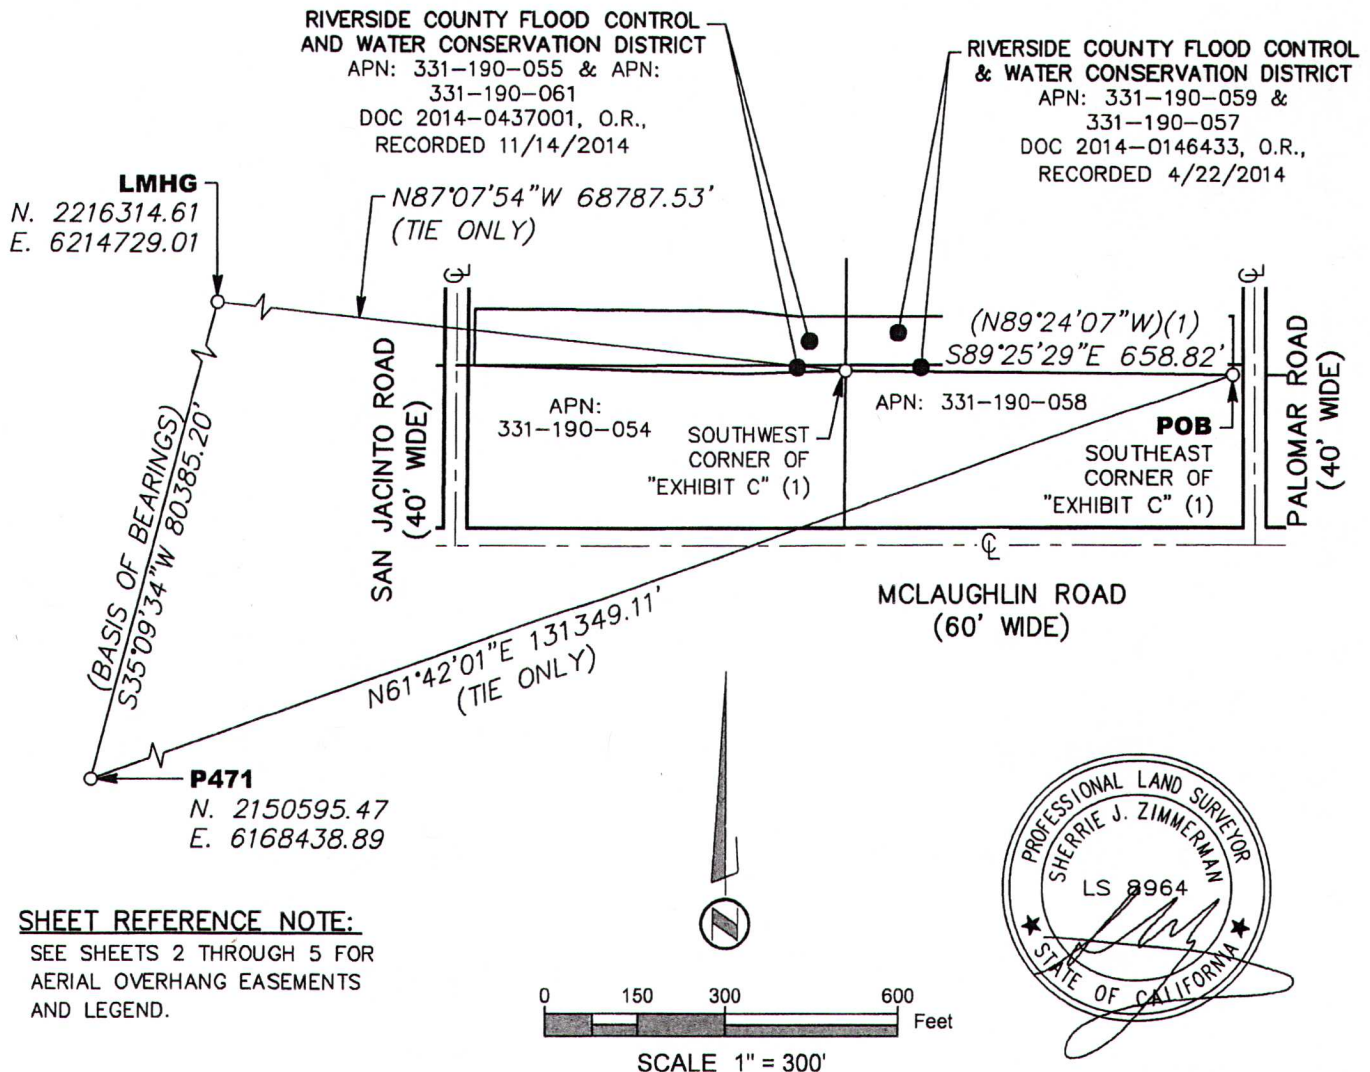 RIVERSIDE COUNTY FLOOD CONTROL
AND WATER CONSERVATION DISTRICT
APN: 331-190-055 & APN:
331-190-061
DOC 2014-0437001, O.R.,
RECORDED 11/14/2014
RIVERSIDE COUNTY FLOOD CONTROL
& WATER CONSERVATION DISTRICT
APN: 331-190-059 &
331-190-057
DOC 2014-0146433, O.R.,
RECORDED 4/22/2014
LMHG
N. 2216314.61
E. 6214729.01
N87°07'54"W 68787.53'
(TIE ONLY)
(N89°24'07"W)(1)
S89°25'29"E 658.82'
SAN JACINTO ROAD
(40' WIDE)
PALOMAR ROAD
(40' WIDE)
APN:
331-190-054
APN: 331-190-058
SOUTHWEST
CORNER OF
"EXHIBIT C" (1)
POB
SOUTHEAST
CORNER OF
"EXHIBIT C" (1)
(BASIS OF BEARINGS)
S35°09'34"W 80385.20'
MCLAUGHLIN ROAD
(60' WIDE)
N61°42'01"E 131349.11'
(TIE ONLY)
P471
N. 2150595.47
E. 6168438.89
N
SHEET REFERENCE NOTE:
SEE SHEETS 2 THROUGH 5 FOR
AERIAL OVERHANG EASEMENTS
AND LEGEND.
0 150 300 600
Feet
SCALE 1" = 300'
PROFESSIONAL LAND SURVEYOR
SHERRIE J. ZIMMERMAN
LS 8964
STATE OF CALIFORNIA